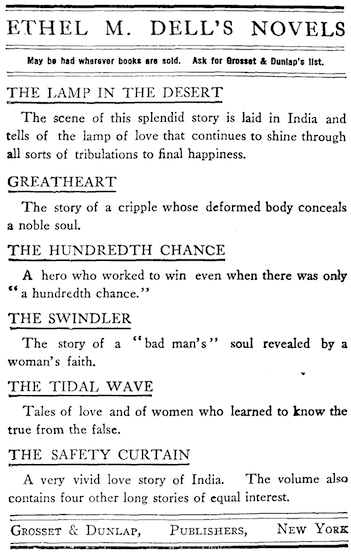 ETHEL M. DELL'S NOVELS
May be had wherever books are sold. Ask for Grosset & Dunlap's list.
THE LAMP IN THE DESERT
The scene of this splendid story is laid in India and
tells of the lamp of love that continues to shine through
all sorts of tribulations to final happiness.
GREATHEART
The story of a cripple whose deformed body conceals
a noble soul.
THE HUNDREDTH CHANCE
A hero who worked to win even when there was only
"a hundredth chance."
THE SWINDLER
The story of a "bad man's" soul revealed by a
woman's faith.
THE TIDAL WAVE
Tales of love and of women who learned to know the
true from the false.
THE SAFETY CURTAIN
A very vivid love story of India. The volume also
contains four other long stories of equal interest.
GROSSET & DUNLAP, PUBLISHERS, NEW YORK